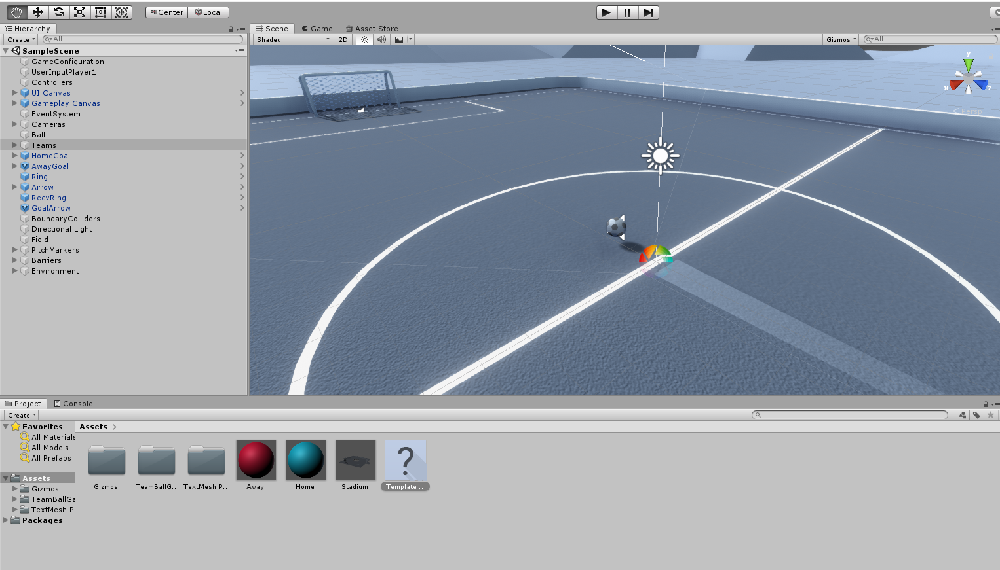 Center Local
Hierarchy
Create All
SampleScene
GameConfiguration
UserInputPlayer1
Controllers
UI Canvas
Gameplay Canvas
EventSystem
Cameras
Ball
Teams
HomeGoal
AwayGoal
Ring
Arrow
RecvRing
GoalArrow
BoundaryColliders
Directional Light
Field
PitchMarkers
Barriers
Environment
Scene Game Asset Store
Shaded 2D Gizmos All
y
x z
Persp
Project Console
Create
Favorites
All Materials
All Models
All Prefabs
Assets
Gizmos
TeamBallGa
TextMesh P
Packages
Assets
Gizmos TeamBallG... TextMesh P... Away Home Stadium Template ...
?